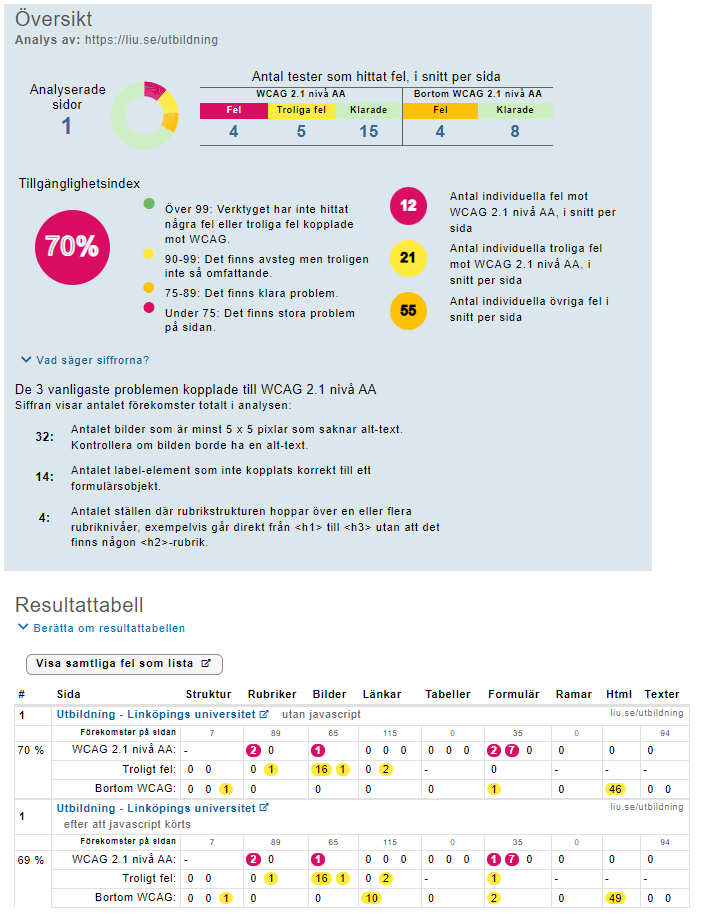 Översikt
Analys av: https://liu.se/utbildning
Analyserade sidor
1
Antal tester som hittat fel, i snitt per sida
WCAG 2.1 nivå AA Bortom WCAG 2.1 nivå AA
Fel Troliga fel Klarade Fel Klarade
4 5 15 4 8
Tillgänglighetsindex
70%
Över 99: Verktyget har inte hittat
några fel eller troliga fel kopplade
mot WCAG.
90-99: Det finns avsteg men troligen
inte så omfattande.
75-89: Det finns klara problem.
Under 75: Det finns stora problem
på sidan.
12
Antal individuella fel mot
WCAG 2.1 nivå AA, i snitt per
sida
21
Antal individuella troliga fel
mot WCAG 2.1 nivå AA, i
snitt per sida
55
Antal individuella övriga fel i
snitt per sida
Vad säger siffrorna?
De 3 vanligaste problemen kopplade till WCAG 2.1 nivå AA
Siffran visar antalet förekomster totalt i analysen:
32: Antalet bilder som är minst 5 x 5 pixlar som saknar alt-text.
Kontrollera om bilden borde ha en alt-text.
14: Antalet label-element som inte kopplats korrekt till ett
formulärsobjekt.
4: Antalet ställen där rubrikstrukturen hoppar över en eller flera
rubriknivåer, exempelvis går direkt från <h1> till <h3> utan att det
finns någon <h2>-rubrik.
Resultattabell
Berätta om resultattabellen
Visa samtliga fel som lista
# Sida Struktur Rubriker Bilder Länkar Tabeller Formulär Ramar Html Texter
1 Utbildning - Linköpings universitet utan javascript liu.se/utbildning
Förekomster på sidan 7 89 65 115 0 35 0 94
70 % WCAG 2.1 nivå AA: - 2 0 1 0 0 0 0 0 0 2 7 0 0 0 0
Troligt fel: 0 0 0 1 16 1 0 2 - 0 - -
Bortom WCAG: 0 0 1 0 0 0 0 1 0 46 0 0
1 Utbildning - Linköpings universitet liu.se/utbildning
efter att javascript körts
Förekomster på sidan 7 89 65 115 0 35 0 94
69 % WCAG 2.1 nivå AA: - 2 0 1 0 0 0 0 0 0 1 7 0 0 0 0
Troligt fel: 0 0 0 1 16 1 0 2 - 1 - -
Bortom WCAG: 0 0 1 0 0 10 0 2 0 49 0 0